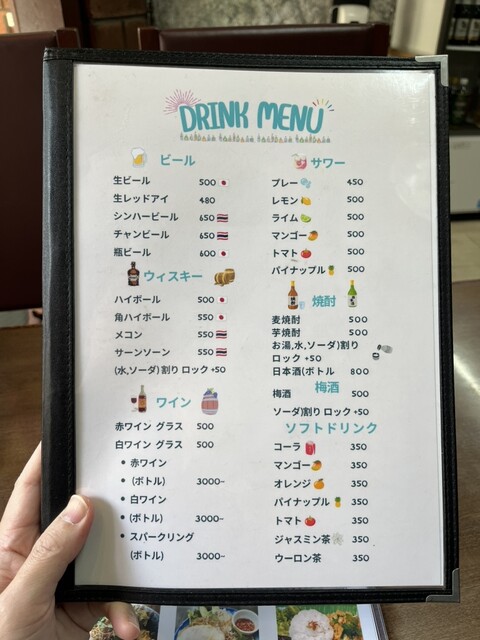 DRINK MENU
ビール
生ビール 500
生レッドアイ 480
シンハービール 650
チャンビール 650
瓶ビール 600
ウィスキー
ハイボール 500
角ハイボール 550
メコン 550
サーンソーン 550
(水,ソーダ)割り ロック +50
ワイン
赤ワイン グラス 500
白ワイン グラス 500
• 赤ワイン
• (ボトル) 3000~
• 白ワイン
• (ボトル) 3000~
• スパークリング
(ボトル) 3000~
サワー
プレー 450
レモン 500
ライム 500
マンゴー 500
トマト 500
パイナップル 500
焼酎
麦焼酎 500
芋焼酎 500
お湯,水,ソーダ)割り
ロック +50
日本酒(ボトル 800
梅酒
梅酒 500
ソーダ)割り ロック +50
ソフトドリンク
コーラ 350
マンゴー 350
オレンジ 350
パイナップル 350
トマト 350
ジャスミン茶 350
ウーロン茶 350